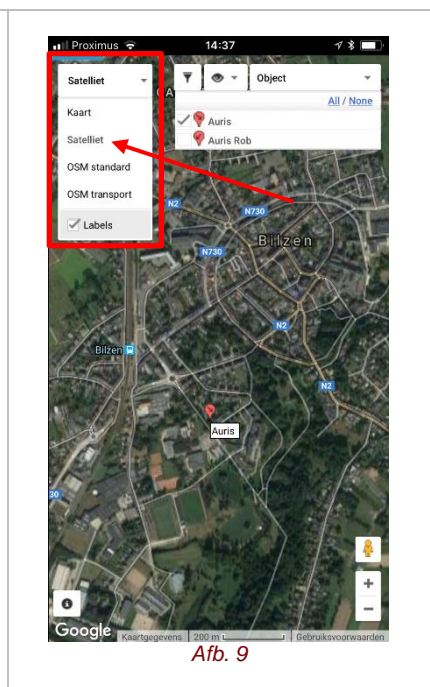 Proximus 14:37
Satelliet
Object
All / None
Kaart
Auris
Satelliet
Auris Rob
OSM standard
OSM transport
N2
N730
Labels
Bilzen
N730
N2
Bilzen
N2
Auris
30
Google Kaartgegevens 200 m Gebruiksvoorwaarden
Afb. 9